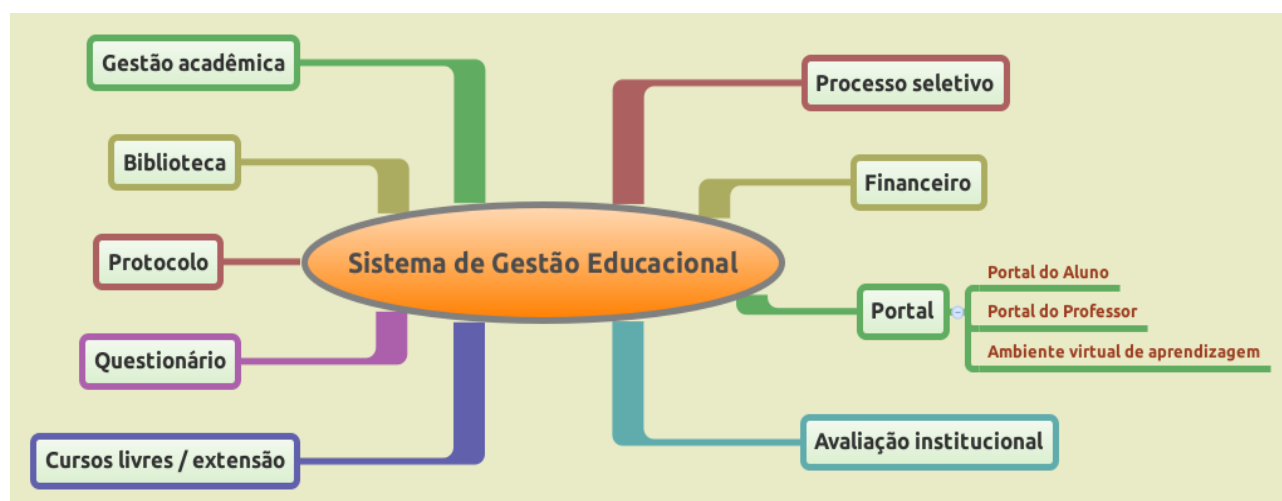 Gestão acadêmica
Biblioteca
Protocolo
Questionário
Cursos livres / extensão
Sistema de Gestão Educacional
Processo seletivo
Financeiro
Portal
Portal do Aluno
Portal do Professor
Ambiente virtual de aprendizagem
Avaliação institucional